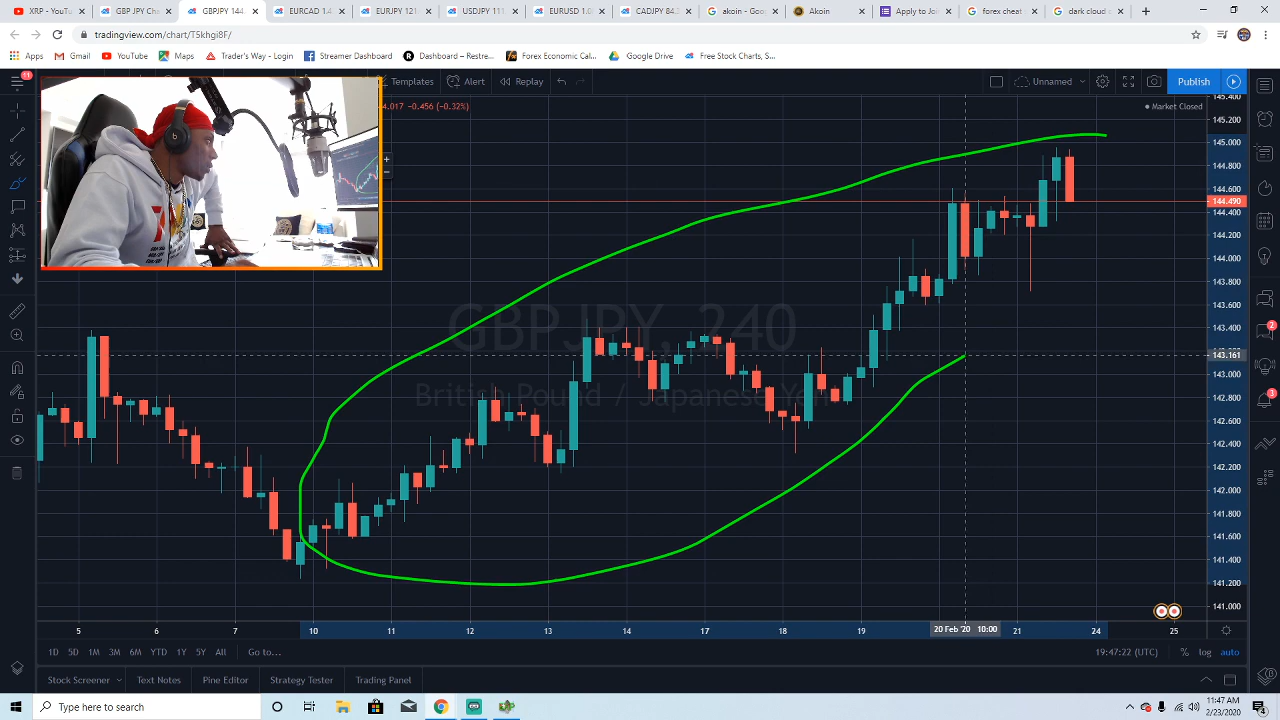 XRP - YouTu
GBP JPY Char
GBPJPY 144
EURCAD 1.4
EURJPY 121
USDJPY 111
EURUSD 1.0
CADJPY 84.
akoin - Goog
Akoin
Apply to Jo
forex cheat
dark cloud c
tradingview.com/chart/T5khgi8F/
Apps
Gmail
YouTube
Maps
Trader's Way - Login
Streamer Dashboard
Dashboard – Restre...
Forex Economic Cal...
Google Drive
Free Stock Charts, S...
11
Templates
Alert
Replay
Unnamed
Publish
4.017 −0.456 (−0.32%)
Market Closed
145.400
145.200
145.000
144.800
144.600
144.490
144.400
144.200
144.000
143.800
143.600
143.400
143.161
143.000
142.800
142.600
142.400
142.200
142.000
141.800
141.600
141.400
141.200
141.000
GBPJPY, 240
British Pound / Japanese Yen
2
3
5
6
7
10
11
12
13
14
17
18
19
20 Feb '20 10:00
21
24
25
1D
5D
1M
3M
6M
YTD
1Y
5Y
All
Go to...
19:47:22 (UTC)
%
log
auto
Stock Screener
Text Notes
Pine Editor
Strategy Tester
Trading Panel
Type here to search
11:47 AM
2/23/2020
4